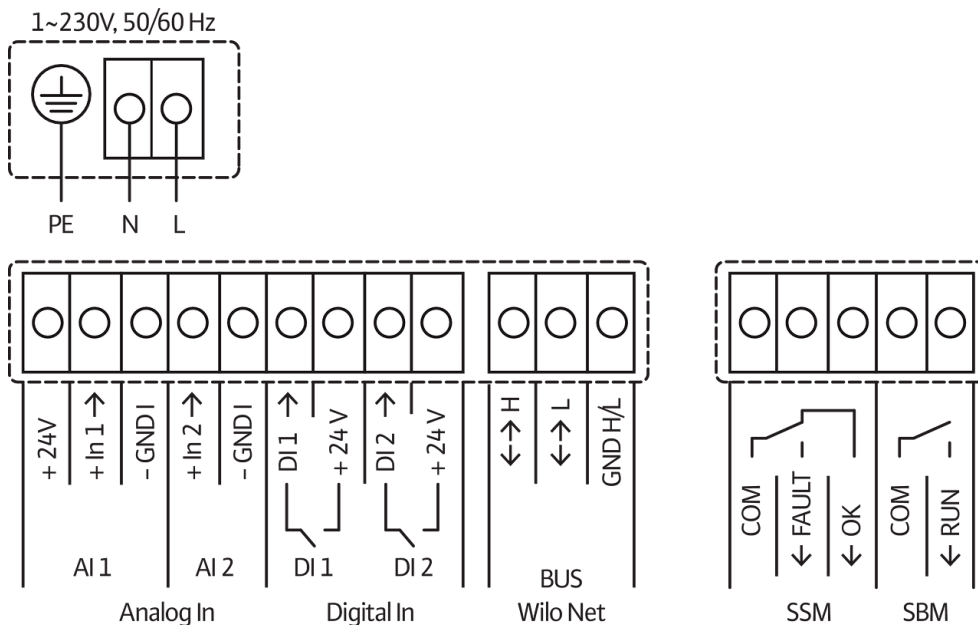 1~230V, 50/60 Hz
PE N L
+ 24V
+ In 1 →
- GND I
+ In 2 →
- GND I
DI 1 →
+ 24 V
DI 2 →
+ 24 V
↔ H
↔ L
GND H/L
COM
← FAULT
← OK
COM
← RUN
AI 1 AI 2 DI 1 DI 2 BUS
Analog In Digital In Wilo Net SSM SBM